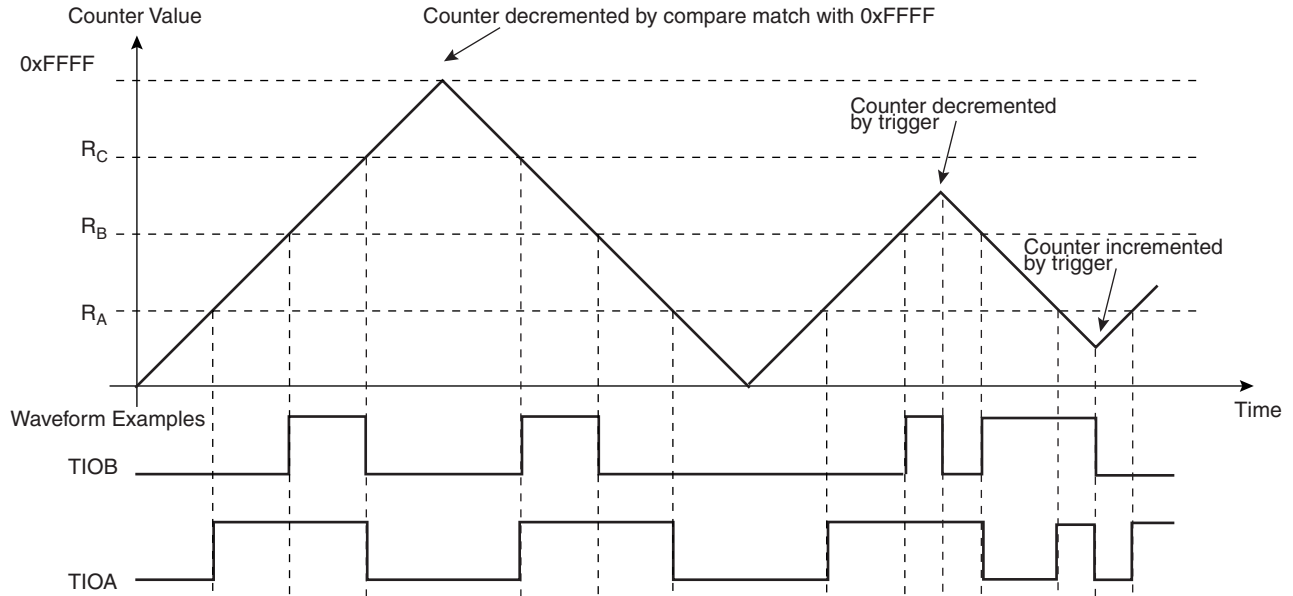 Counter Value
Counter decremented by compare match with 0xFFFF
0xFFFF
Counter decremented
by trigger
RC
RB
Counter incremented
by trigger
RA
Time
Waveform Examples
TIOB
TIOA